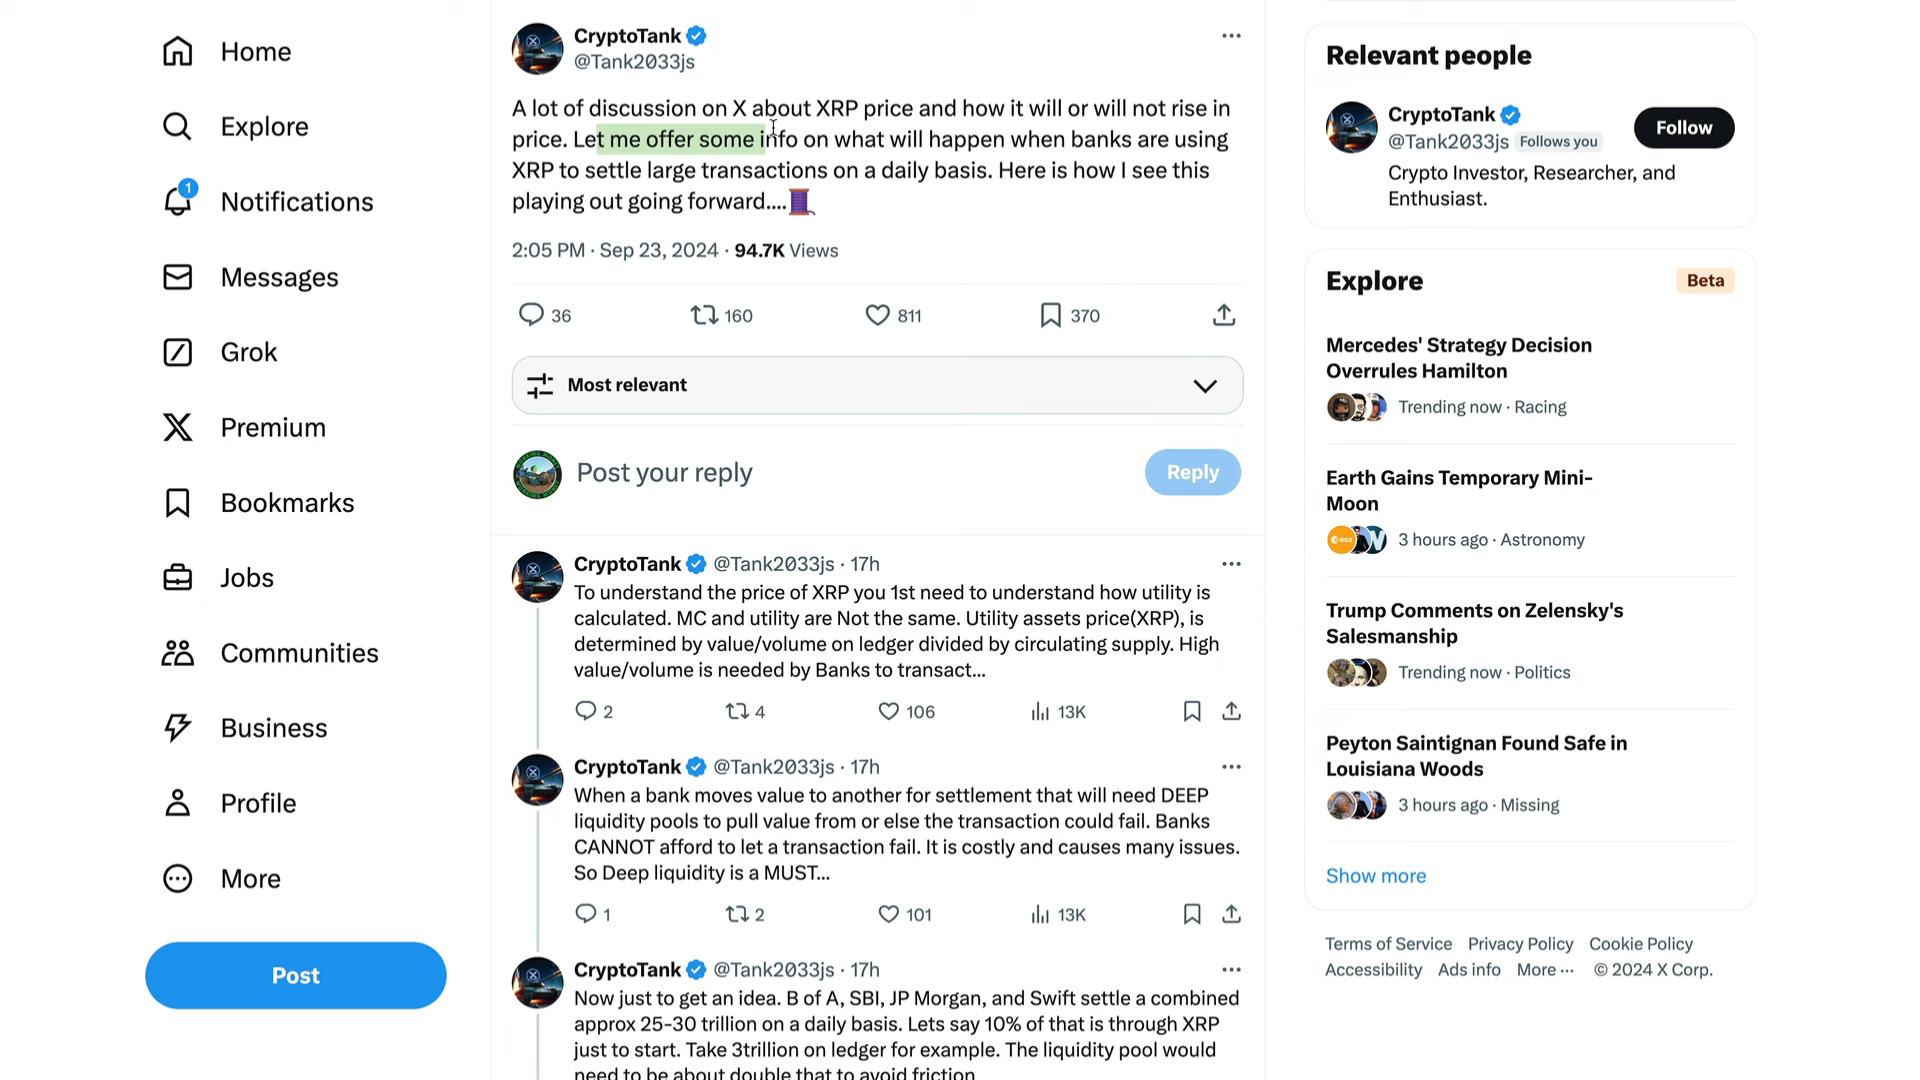 Home
Explore
1
Notifications
Messages
Grok
Premium
Bookmarks
Jobs
Communities
Business
Profile
More
Post
CryptoTank
@Tank2033js
A lot of discussion on X about XRP price and how it will or will not rise in
price. Let me offer some info on what will happen when banks are using
XRP to settle large transactions on a daily basis. Here is how I see this
playing out going forward....
2:05 PM · Sep 23, 2024 · 94.7K Views
36 160 811 370
Most relevant
Post your reply
Reply
CryptoTank @Tank2033js · 17h
To understand the price of XRP you 1st need to understand how utility is
calculated. MC and utility are Not the same. Utility assets price(XRP), is
determined by value/volume on ledger divided by circulating supply. High
value/volume is needed by Banks to transact...
2 4 106 13K
CryptoTank @Tank2033js · 17h
When a bank moves value to another for settlement that will need DEEP
liquidity pools to pull value from or else the transaction could fail. Banks
CANNOT afford to let a transaction fail. It is costly and causes many issues.
So Deep liquidity is a MUST...
1 2 101 13K
CryptoTank @Tank2033js · 17h
Now just to get an idea. B of A, SBI, JP Morgan, and Swift settle a combined
approx 25-30 trillion on a daily basis. Lets say 10% of that is through XRP
just to start. Take 3trillion on ledger for example. The liquidity pool would
need to be about double that to avoid friction
Relevant people
CryptoTank
@Tank2033js Follows you
Follow
Crypto Investor, Researcher, and
Enthusiast.
Explore
Beta
Mercedes' Strategy Decision
Overrules Hamilton
Trending now · Racing
Earth Gains Temporary Mini-
Moon
3 hours ago · Astronomy
Trump Comments on Zelensky's
Salesmanship
Trending now · Politics
Peyton Saintignan Found Safe in
Louisiana Woods
3 hours ago · Missing
Show more
Terms of Service Privacy Policy Cookie Policy
Accessibility Ads info More ··· © 2024 X Corp.